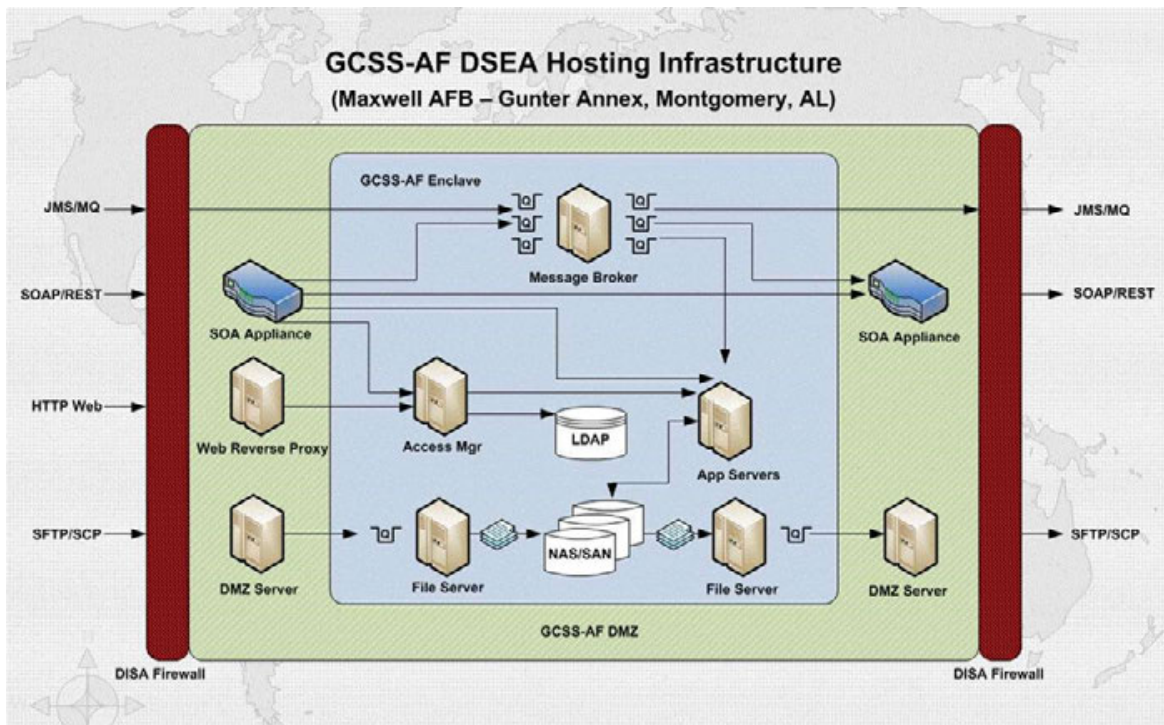 GCSS-AF DSEA Hosting Infrastructure
(Maxwell AFB – Gunter Annex, Montgomery, AL)
GCSS-AF Enclave
JMS/MQ
Q
Q
Q
Q
Q
Q
JMS/MQ
Message Broker
SOAP/REST
SOA Appliance
SOA Appliance
SOAP/REST
HTTP Web
Web Reverse Proxy
Access Mgr
LDAP
App Servers
SFTP/SCP
Q
Q
SFTP/SCP
NAS/SAN
DMZ Server
File Server
File Server
DMZ Server
GCSS-AF DMZ
DISA Firewall
DISA Firewall